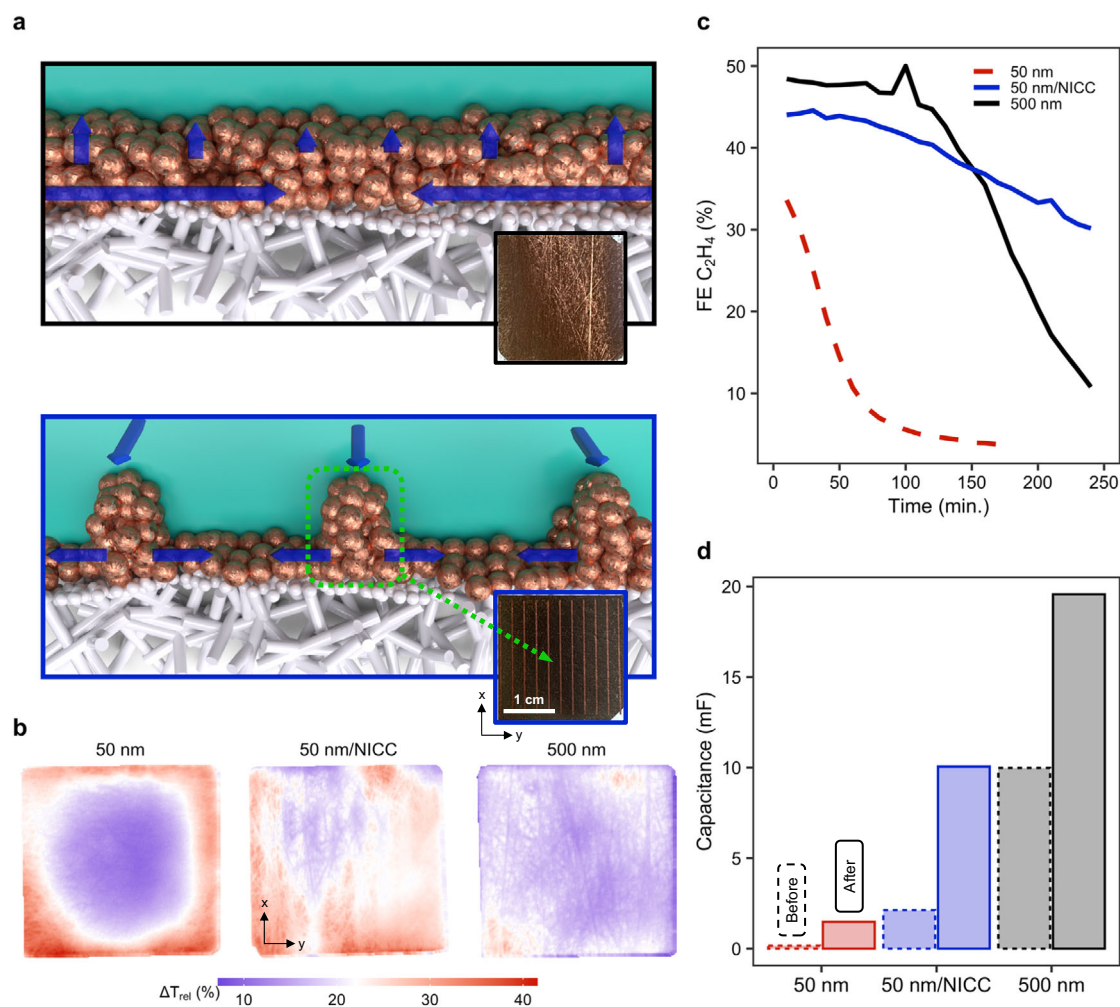 a
1 cm
x
y
b
50 nm
50 nm/NICC
500 nm
x
y
ΔTrel (%)
10
20
30
40
c
50 nm
50 nm/NICC
500 nm
FE C2H4 (%)
50
40
30
20
10
0
50
100
150
200
250
Time (min.)
d
Capacitance (mF)
20
15
10
5
0
Before
After
50 nm
50 nm/NICC
500 nm